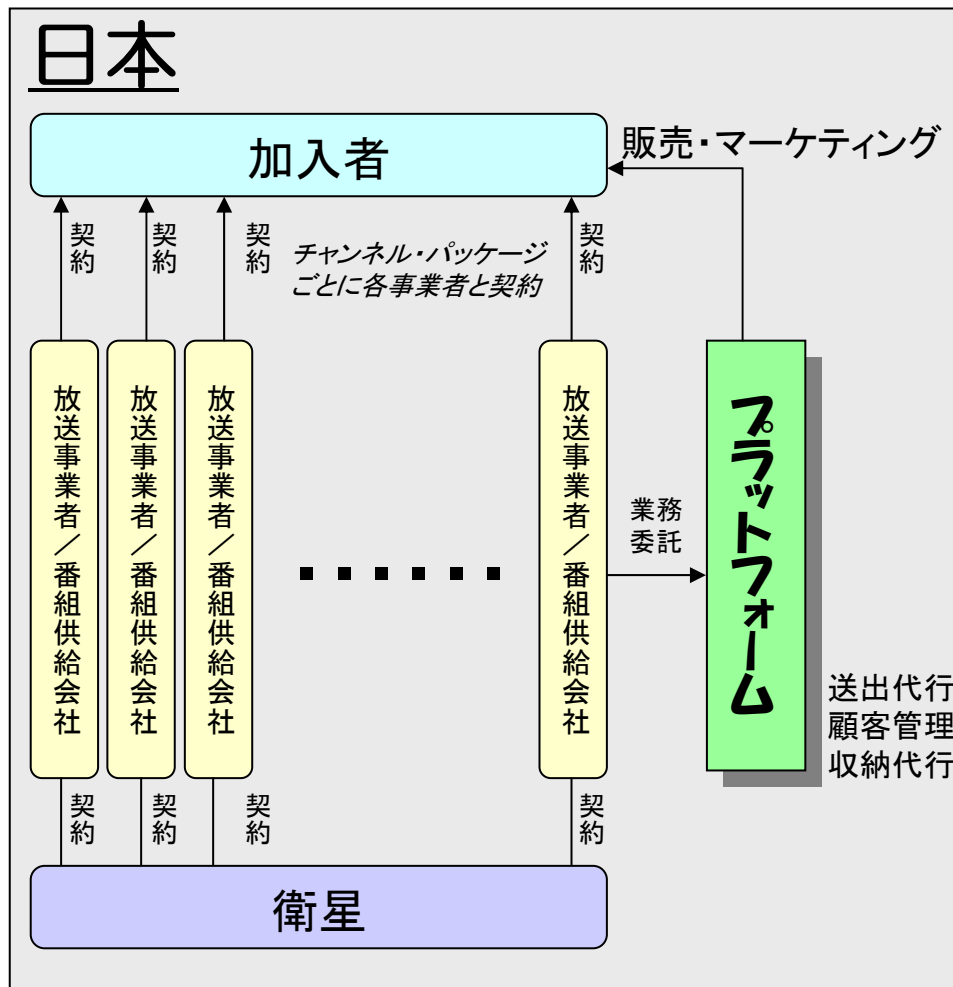 日本
加入者
販売・マーケティング
契約
契約
契約
契約
チャンネル・パッケージ
ごとに各事業者と契約
放送事業者／番組供給会社
放送事業者／番組供給会社
放送事業者／番組供給会社
放送事業者／番組供給会社
業務
委託
プラットフォーム
送出代行
顧客管理
収納代行
契約
契約
契約
契約
衛星